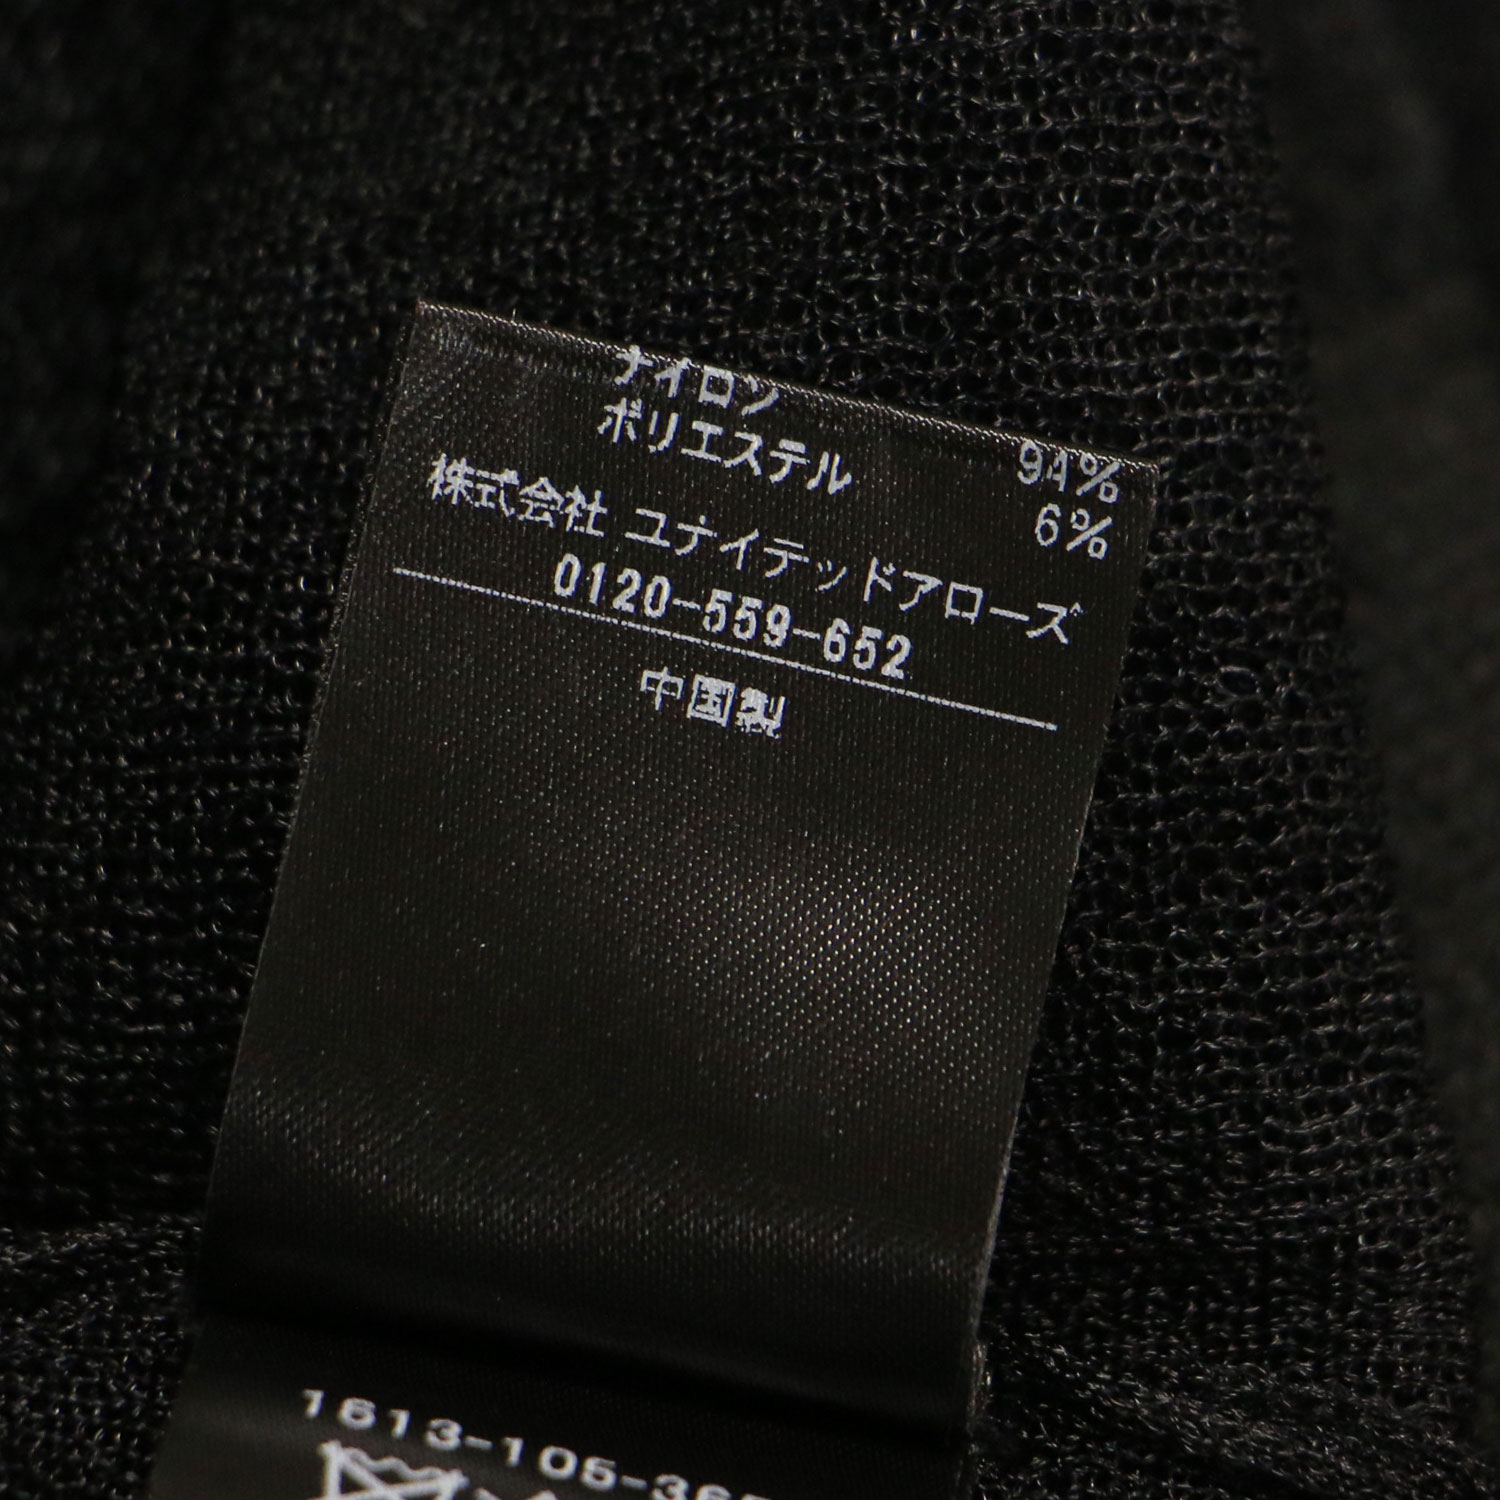 ナイロン 94%
ポリエステル 6%
株式会社 ユナイテッドアローズ
0120-559-652
中国製